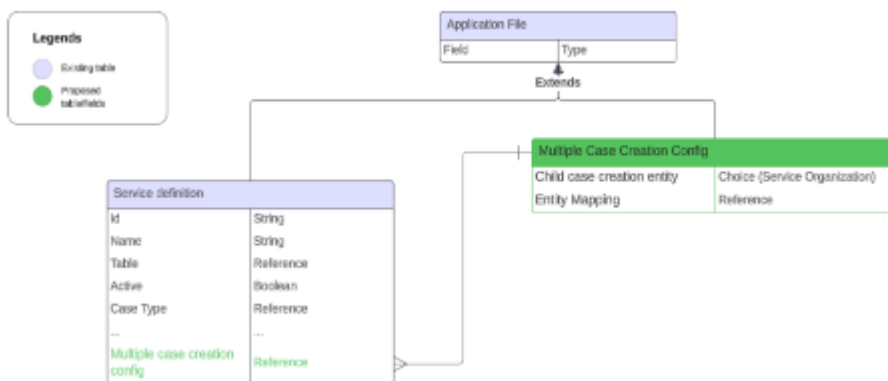 Legends
Existing table
Proposed
table/fields
Application File
Field Type
Extends
Multiple Case Creation Config
Child case creation entity Choice (Service Organization)
Entity Mapping Reference
Service definition
Id String
Name String
Table Reference
Active Boolean
Case Type Reference
... ...
Multiple case creation
config Reference